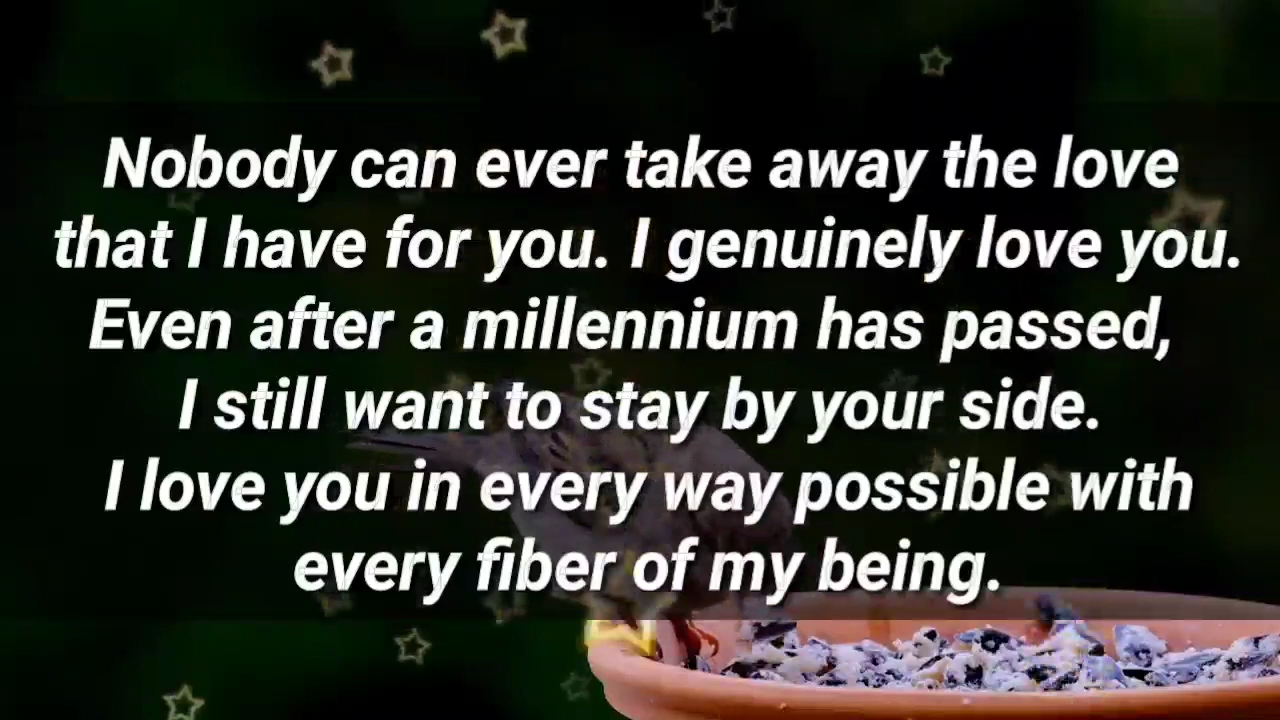 Nobody can ever take away the love
that I have for you. I genuinely love you.
Even after a millennium has passed,
I still want to stay by your side.
I love you in every way possible with
every fiber of my being.